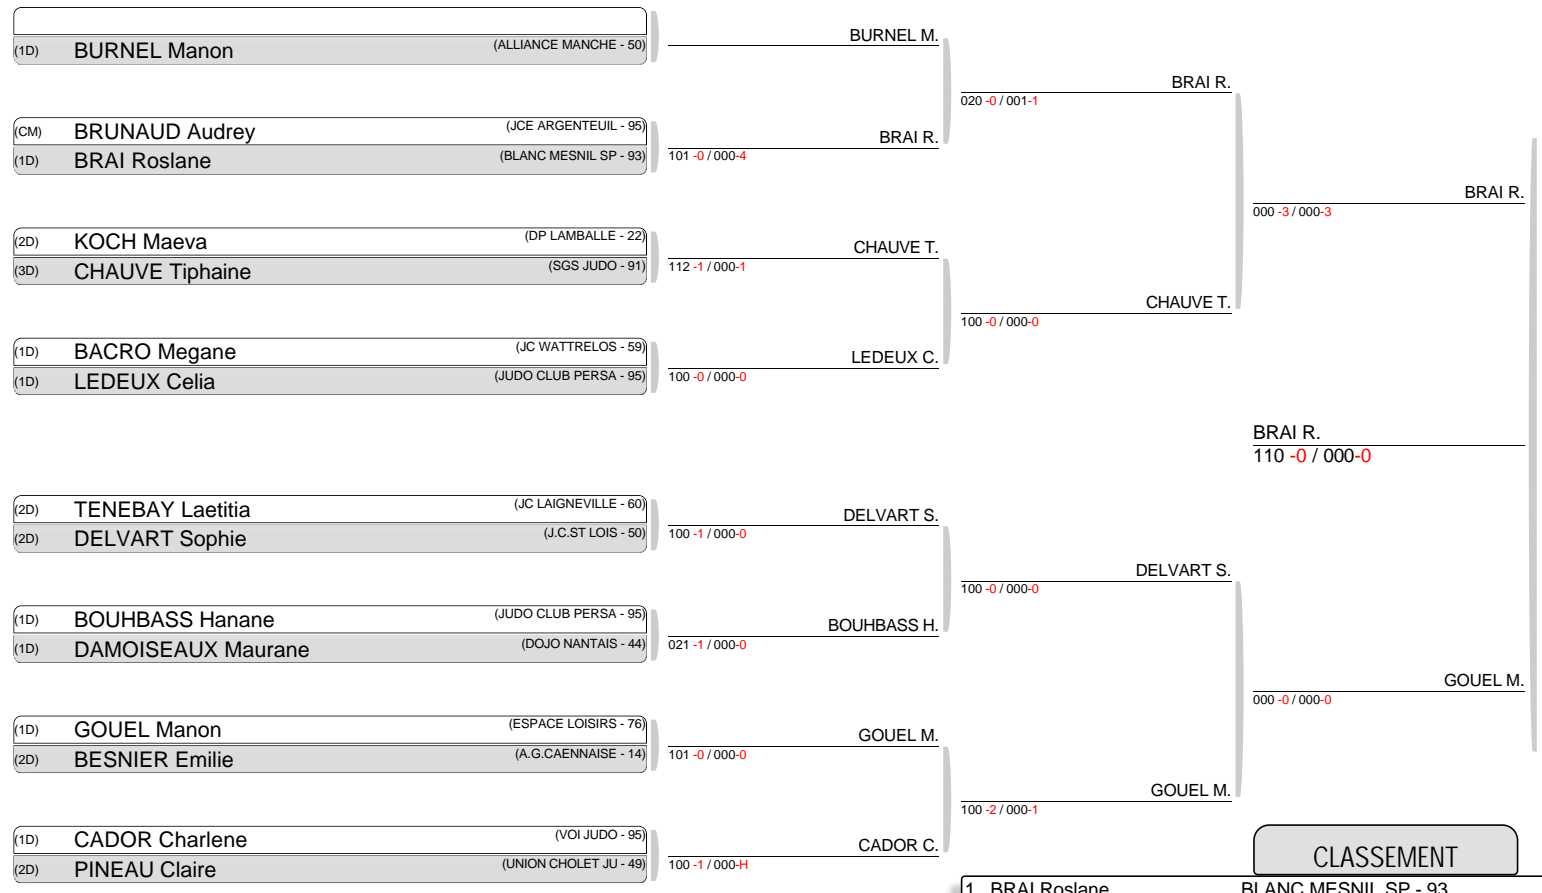 (1D) BURNEL Manon (ALLIANCE MANCHE - 50)
(CM) BRUNAUD Audrey (JCE ARGENTEUIL - 95)
(1D) BRAI Roslane (BLANC MESNIL SP - 93)
(2D) KOCH Maeva (DP LAMBALLE - 22)
(3D) CHAUVE Tiphaine (SGS JUDO - 91)
(1D) BACRO Megane (JC WATTRELOS - 59)
(1D) LEDEUX Celia (JUDO CLUB PERSA - 95)
(2D) TENEBAY Laetitia (JC LAIGNEVILLE - 60)
(2D) DELVART Sophie (J.C.ST LOIS - 50)
(1D) BOUHBASS Hanane (JUDO CLUB PERSA - 95)
(1D) DAMOISEAUX Maurane (DOJO NANTAIS - 44)
(1D) GOUEL Manon (ESPACE LOISIRS - 76)
(2D) BESNIER Emilie (A.G.CAENNAISE - 14)
(1D) CADOR Charlene (VOI JUDO - 95)
(2D) PINEAU Claire (UNION CHOLET JU - 49)
BURNEL M.
BRAI R.
101 -0 / 000-4
CHAUVE T.
112 -1 / 000-1
LEDEUX C.
100 -0 / 000-0
DELVART S.
100 -1 / 000-0
BOUHBASS H.
021 -1 / 000-0
GOUEL M.
101 -0 / 000-0
CADOR C.
100 -1 / 000-H
BRAI R.
020 -0 / 001-1
CHAUVE T.
100 -0 / 000-0
DELVART S.
100 -0 / 000-0
GOUEL M.
100 -2 / 000-1
BRAI R.
000 -3 / 000-3
GOUEL M.
000 -0 / 000-0
BRAI R.
110 -0 / 000-0
CLASSEMENT
1 BRAI Roslane BLANC MESNIL SP - 93